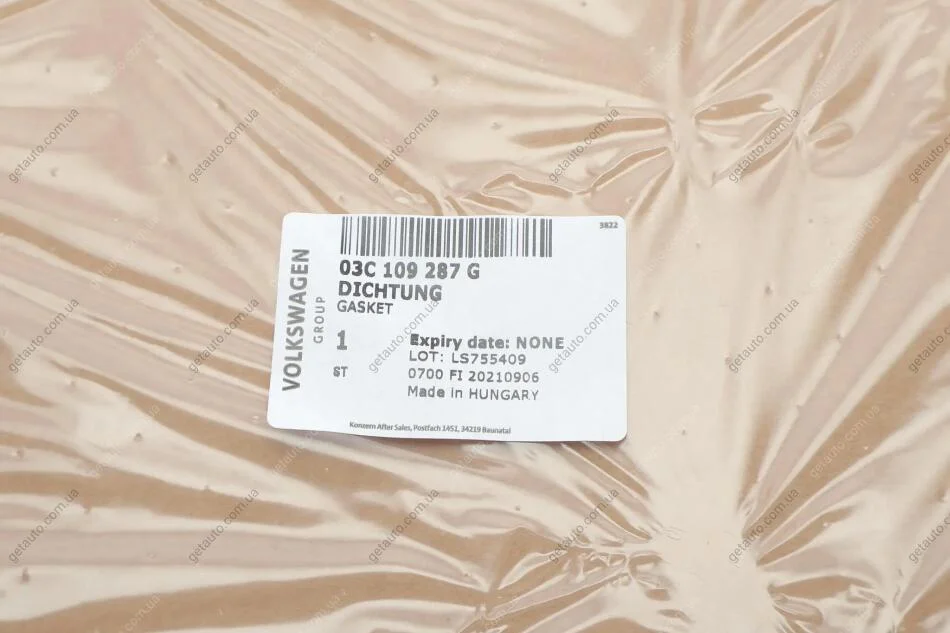 3822
03C 109 287 G
DICHTUNG
GASKET
VOLKSWAGEN
GROUP
1
ST
Expiry date: NONE
LOT: LS755409
0700 FI 20210906
Made in HUNGARY
Konzern After Sales, Postfach 1451, 34219 Baunatal
getauto.com.ua